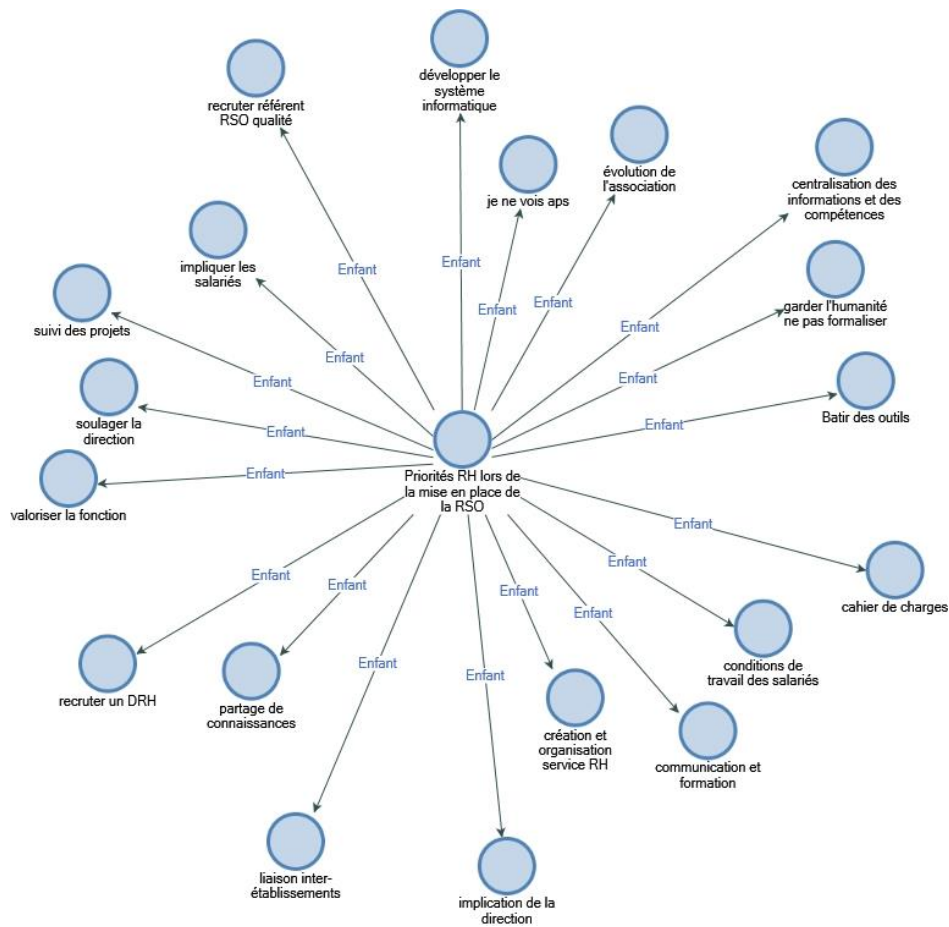 développer le
système
informatique
recruter référent
RSO qualité
Enfant
je ne vois aps
évolution de
l'association
centralisation des
informations et des
compétences
impliquer les
salariés
Enfant
Enfant
Enfant
Enfant
Enfant
garder l'humanité
ne pas formaliser
suivi des projets
Enfant
Enfant
Enfant
soulager la
direction
Enfant
Enfant
Batir des outils
valoriser la fonction
Enfant
Priorités RH lors de
la mise en place de
la RSO
Enfant
cahier de charges
Enfant
Enfant
Enfant
Enfant
Enfant
recruter un DRH
partage de
connaissances
Enfant
Enfant
conditions de
travail des salariés
création et
organisation
service RH
communication et
formation
liaison inter-
établissements
implication de la
direction